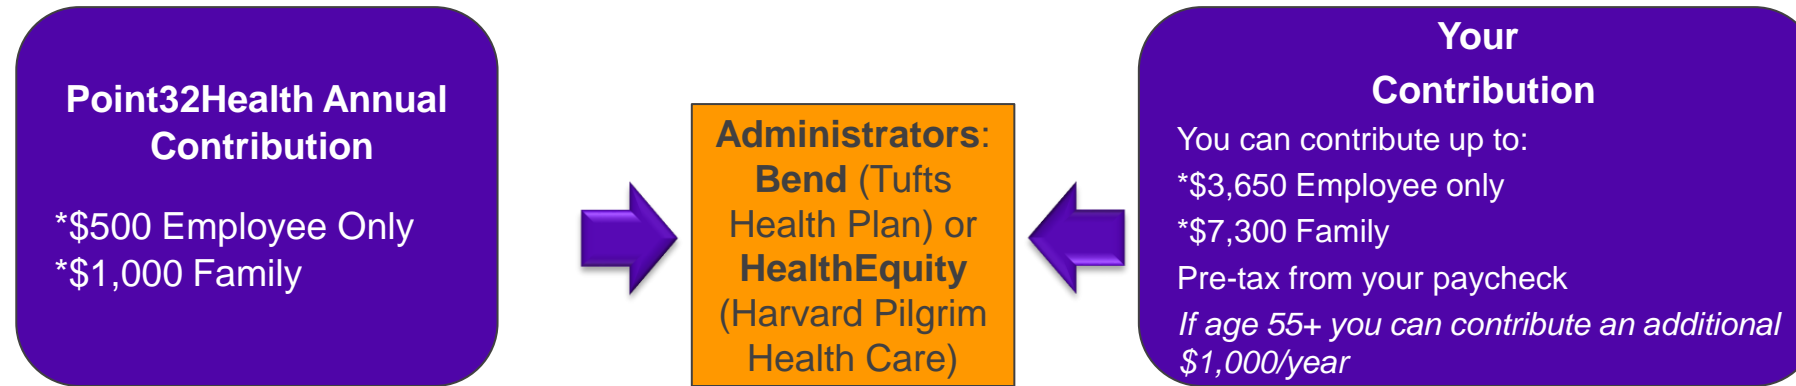 Point32Health Annual
Contribution
*$500 Employee Only
*$1,000 Family
Administrators:
Bend (Tufts
Health Plan) or
HealthEquity
(Harvard Pilgrim
Health Care)
Your
Contribution
You can contribute up to:
*$3,650 Employee only
*$7,300 Family
Pre-tax from your paycheck
If age 55+ you can contribute an additional
$1,000/year